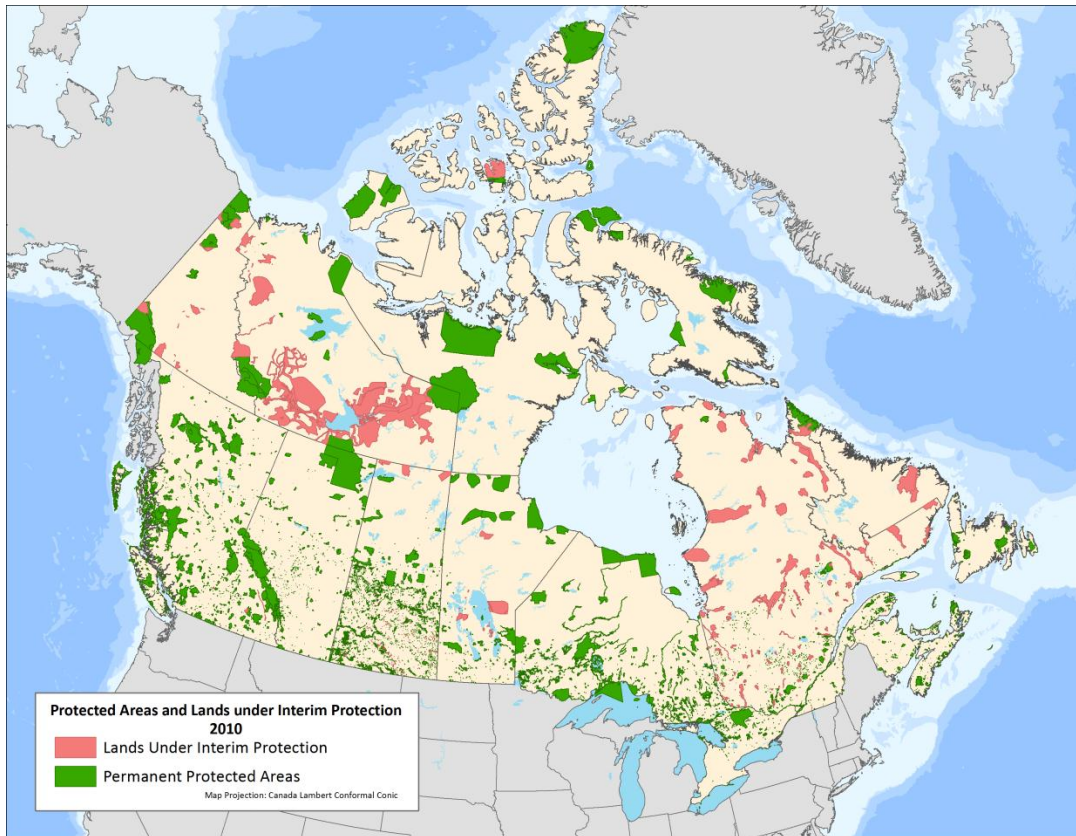 Protected Areas and Lands under Interim Protection
2010
Lands Under Interim Protection
Permanent Protected Areas
Map Projection: Canada Lambert Conformal Conic